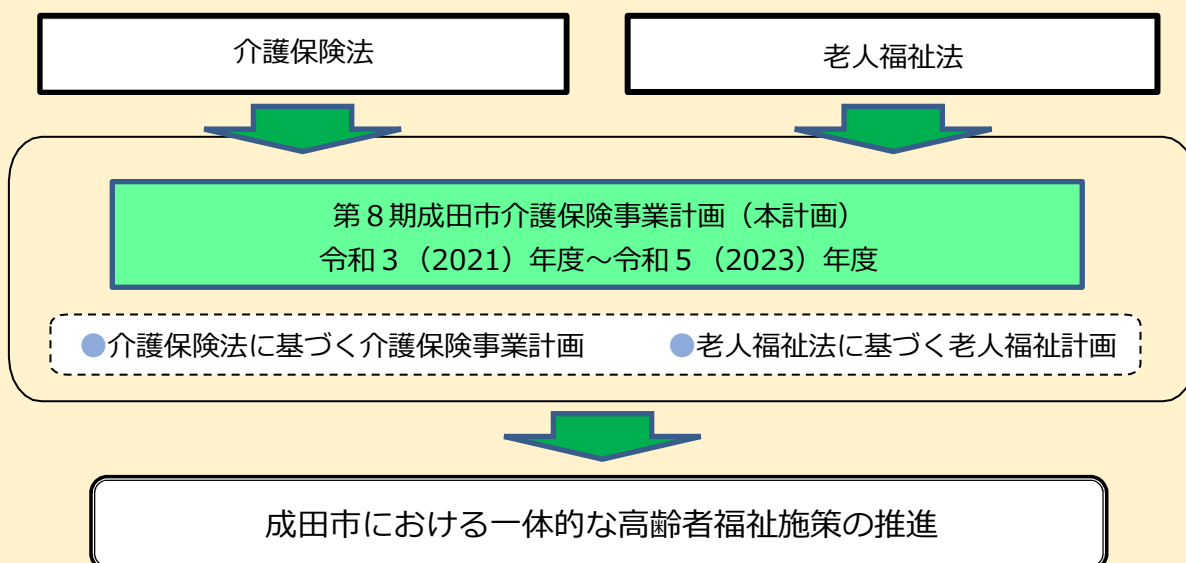 介護保険法
老人福祉法
第８期成田市介護保険事業計画（本計画）
令和３（2021）年度～令和５（2023）年度
●介護保険法に基づく介護保険事業計画
●老人福祉法に基づく老人福祉計画
成田市における一体的な高齢者福祉施策の推進